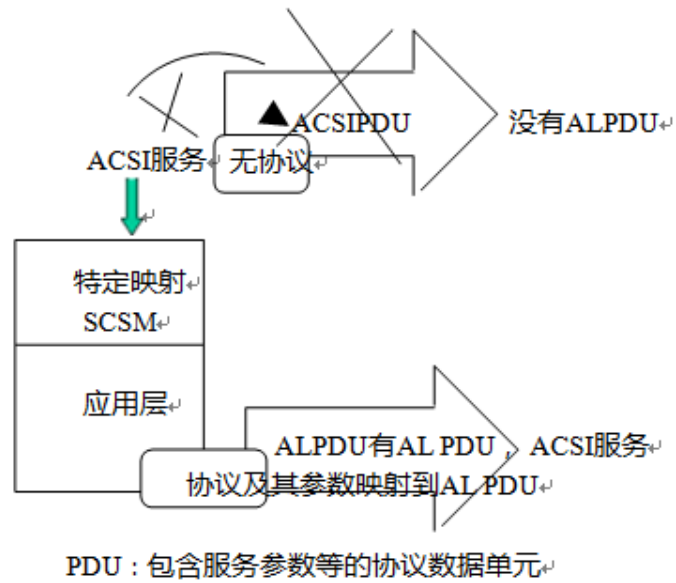 ACSIPDU
没有ALPDU
ACSI服务
无协议
特定映射
SCSM
应用层
ALPDU有AL PDU，ACSI服务
协议及其参数映射到AL PDU
PDU：包含服务参数等的协议数据单元